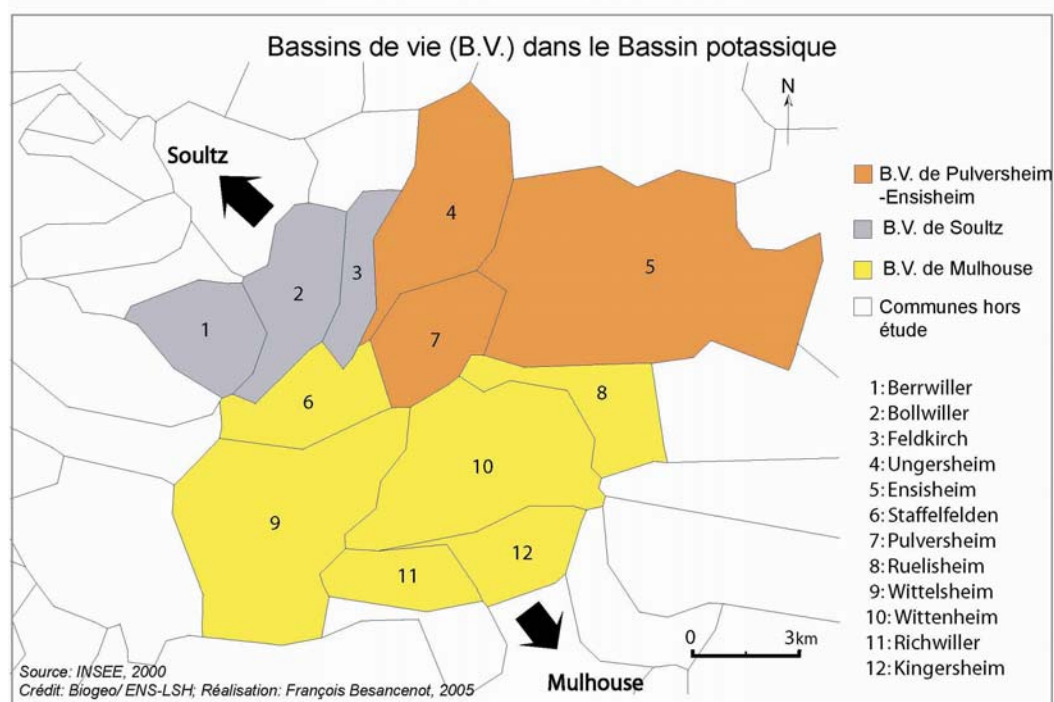 Bassins de vie (B.V.) dans le Bassin potassique
N
Soultz
B.V. de Pulversheim
-Ensisheim
B.V. de Soultz
B.V. de Mulhouse
Communes hors
étude
1
2
3
4
5
6
7
8
9
10
11
12
1: Berrwiller
2: Bollwiller
3: Feldkirch
4: Ungersheim
5: Ensisheim
6: Staffelfelden
7: Pulversheim
8: Ruelisheim
9: Wittelsheim
10: Wittenheim
11: Richwiller
12: Kingersheim
0 3km
Mulhouse
Source: INSEE, 2000
Crédit: Biogeo/ ENS-LSH; Réalisation: François Besancenot, 2005